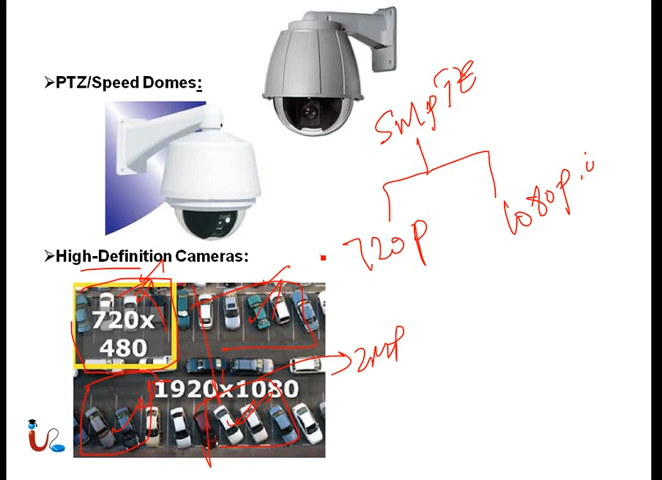 ➢PTZ/Speed Domes:
SMPTE
720P
1080P.i
➢High-Definition Cameras:
720x
480
1920x1080
2MP